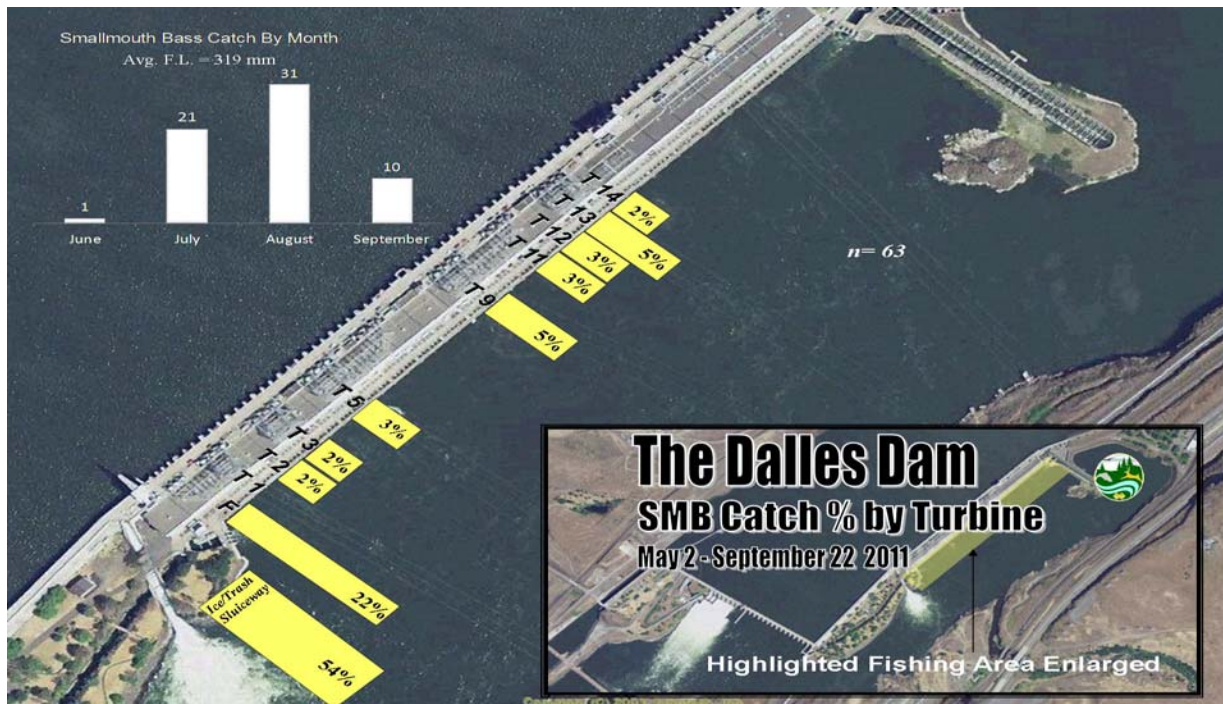 Smallmouth Bass Catch By Month
Avg. F.L. = 319 mm
31
21
10
1
June July August September
T 14
T 13
T 12
T 11
T 9
T 5
T 3
T 2
T 1
F
2%
5%
3%
3%
5%
3%
2%
2%
22%
Ice/Trash
Sluiceway
54%
n= 63
The Dalles Dam
SMB Catch % by Turbine
May 2 - September 22 2011
Highlighted Fishing Area Enlarged